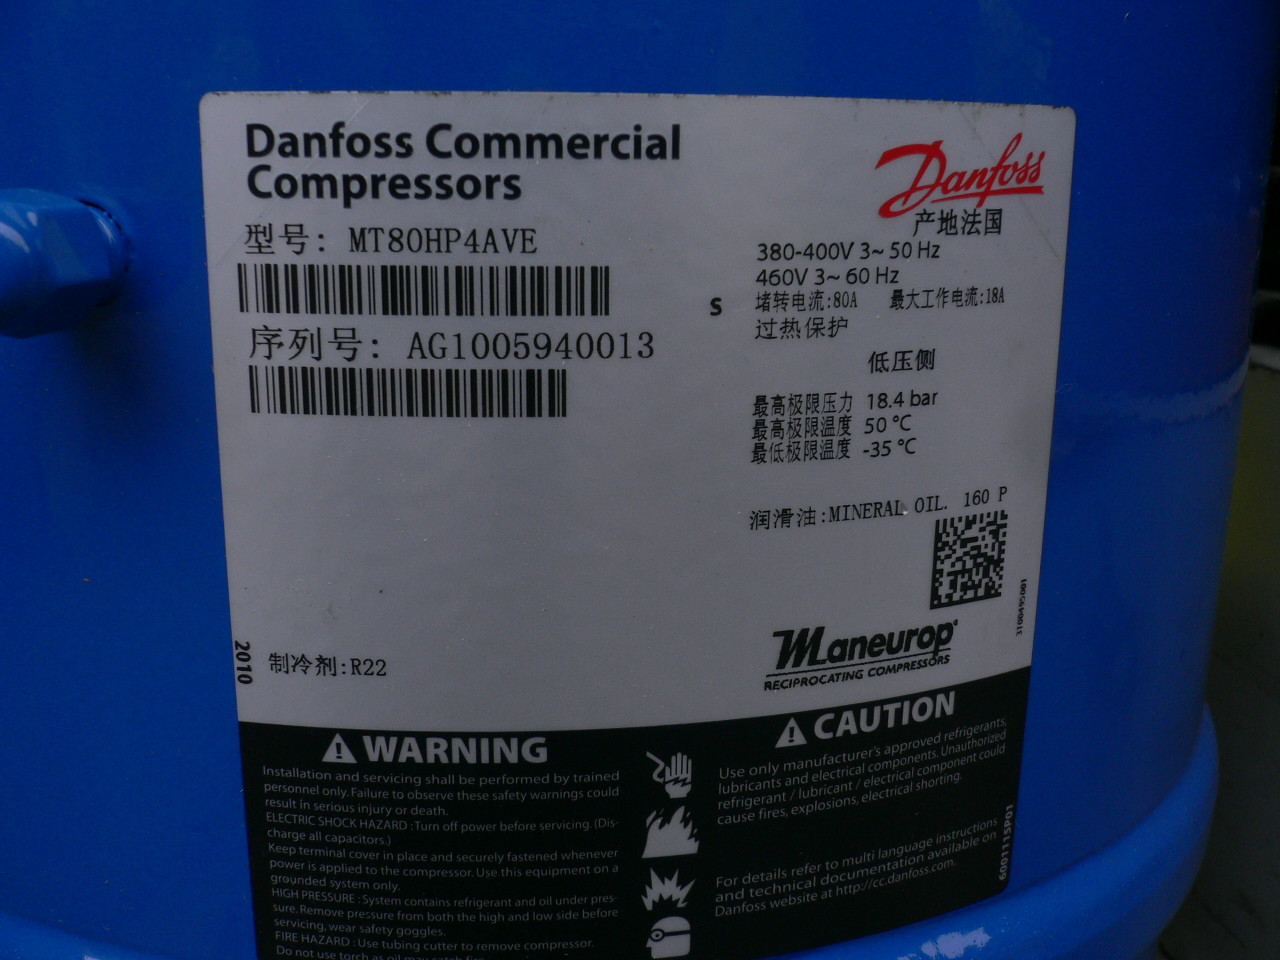 Danfoss Commercial
Compressors
型号: MT80HP4AVE
序列号: AG1005940013
2010
制冷剂:R22
Danfoss
产地法国
380-400V 3~ 50 Hz
460V 3~ 60 Hz
S
堵转电流:80A 最大工作电流:18A
过热保护
低压侧
最高极限压力 18.4 bar
最高极限温度 50 °C
最低极限温度 -35 °C
润滑油:MINERAL OIL. 160 P
3100495001
Maneurop®
RECIPROCATING COMPRESSORS
WARNING
Installation and servicing shall be performed by trained
personnel only. Failure to observe these safety warnings could
result in serious injury or death.
ELECTRIC SHOCK HAZARD : Turn off power before servicing. (Dis-
charge all capacitors.)
Keep terminal cover in place and securely fastened whenever
power is applied to the compressor. Use this equipment on a
grounded system only.
HIGH PRESSURE : System contains refrigerant and oil under pres-
sure. Remove pressure from both the high and low side before
servicing, wear safety goggles.
FIRE HAZARD : Use tubing cutter to remove compressor.
Do not use torch as oil may catch fire.
CAUTION
Use only manufacturer's approved refrigerants,
lubricants and electrical components. Unauthorized
refrigerant / lubricant / electrical component could
cause fires, explosions, electrical shorting.
For details refer to multi language instructions
and technical documentation available on
Danfoss website at http://cc.danfoss.com.
6001115P01